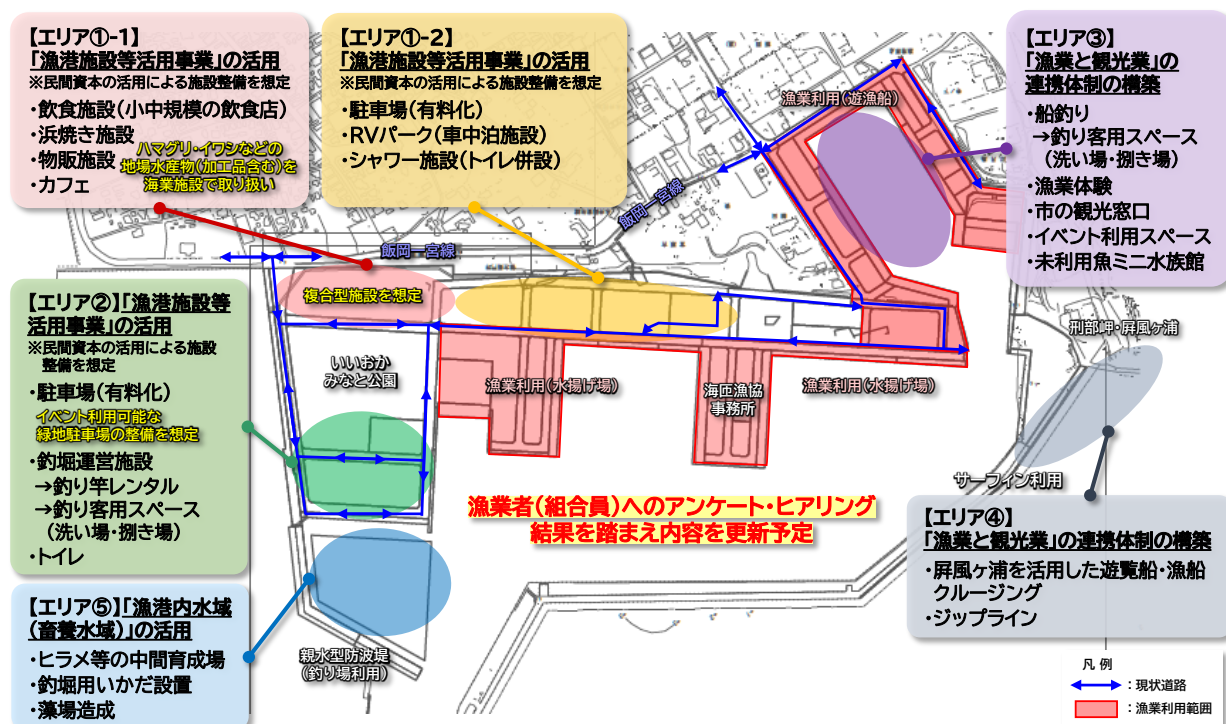 【エリア①-1】
「漁港施設等活用事業」の活用
※民間資本の活用による施設整備を想定
・飲食施設(小中規模の飲食店)
・浜焼き施設
・物販施設
・カフェ
ハマグリ・イワシなどの
地場水産物(加工品含む)を
海業施設で取り扱い
【エリア①-2】
「漁港施設等活用事業」の活用
※民間資本の活用による施設整備を想定
・駐車場(有料化)
・RVパーク(車中泊施設)
・シャワー施設(トイレ併設)
【エリア③】
「漁業と観光業」の
連携体制の構築
・船釣り
→釣り客用スペース
(洗い場・捌き場)
・漁業体験
・市の観光窓口
・イベント利用スペース
・未利用魚ミニ水族館
漁業利用(遊漁船)
飯岡一宮線
飯岡一宮線
複合型施設を想定
【エリア②】「漁港施設等
活用事業」の活用
※民間資本の活用による施設
整備を想定
・駐車場(有料化)
イベント利用可能な
緑地駐車場の整備を想定
・釣堀運営施設
→釣り竿レンタル
→釣り客用スペース
(洗い場・捌き場)
・トイレ
いいおか
みなと公園
漁業利用(水揚げ場)
海匝漁協
事務所
漁業利用(水揚げ場)
刑部岬・屏風ヶ浦
サーフィン利用
漁業者(組合員)へのアンケート・ヒアリング
結果を踏まえ内容を更新予定
【エリア④】
「漁業と観光業」の連携体制の構築
・屏風ヶ浦を活用した遊覧船・漁船
クルージング
・ジップライン
【エリア⑤】「漁港内水域
(畜養水域)」の活用
・ヒラメ等の中間育成場
・釣堀用いかだ設置
・藻場造成
親水型防波堤
(釣り場利用)
凡 例
:現状道路
:漁業利用範囲